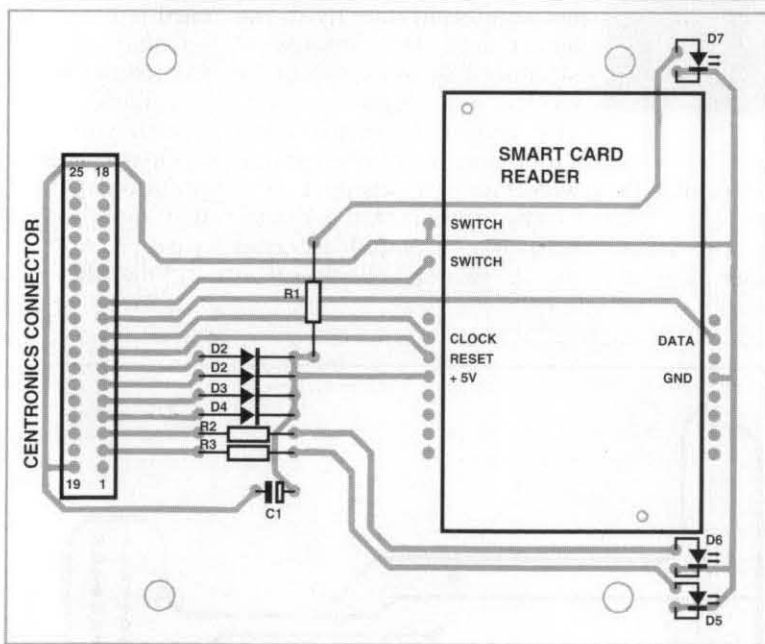 D7
25 18
SMART CARD
READER
SWITCH
SWITCH
R1
CENTRONICS CONNECTOR
CLOCK
DATA
RESET
+ 5V
GND
D2
D2
D3
D4
R2
R3
19 1
C1
D6
D5